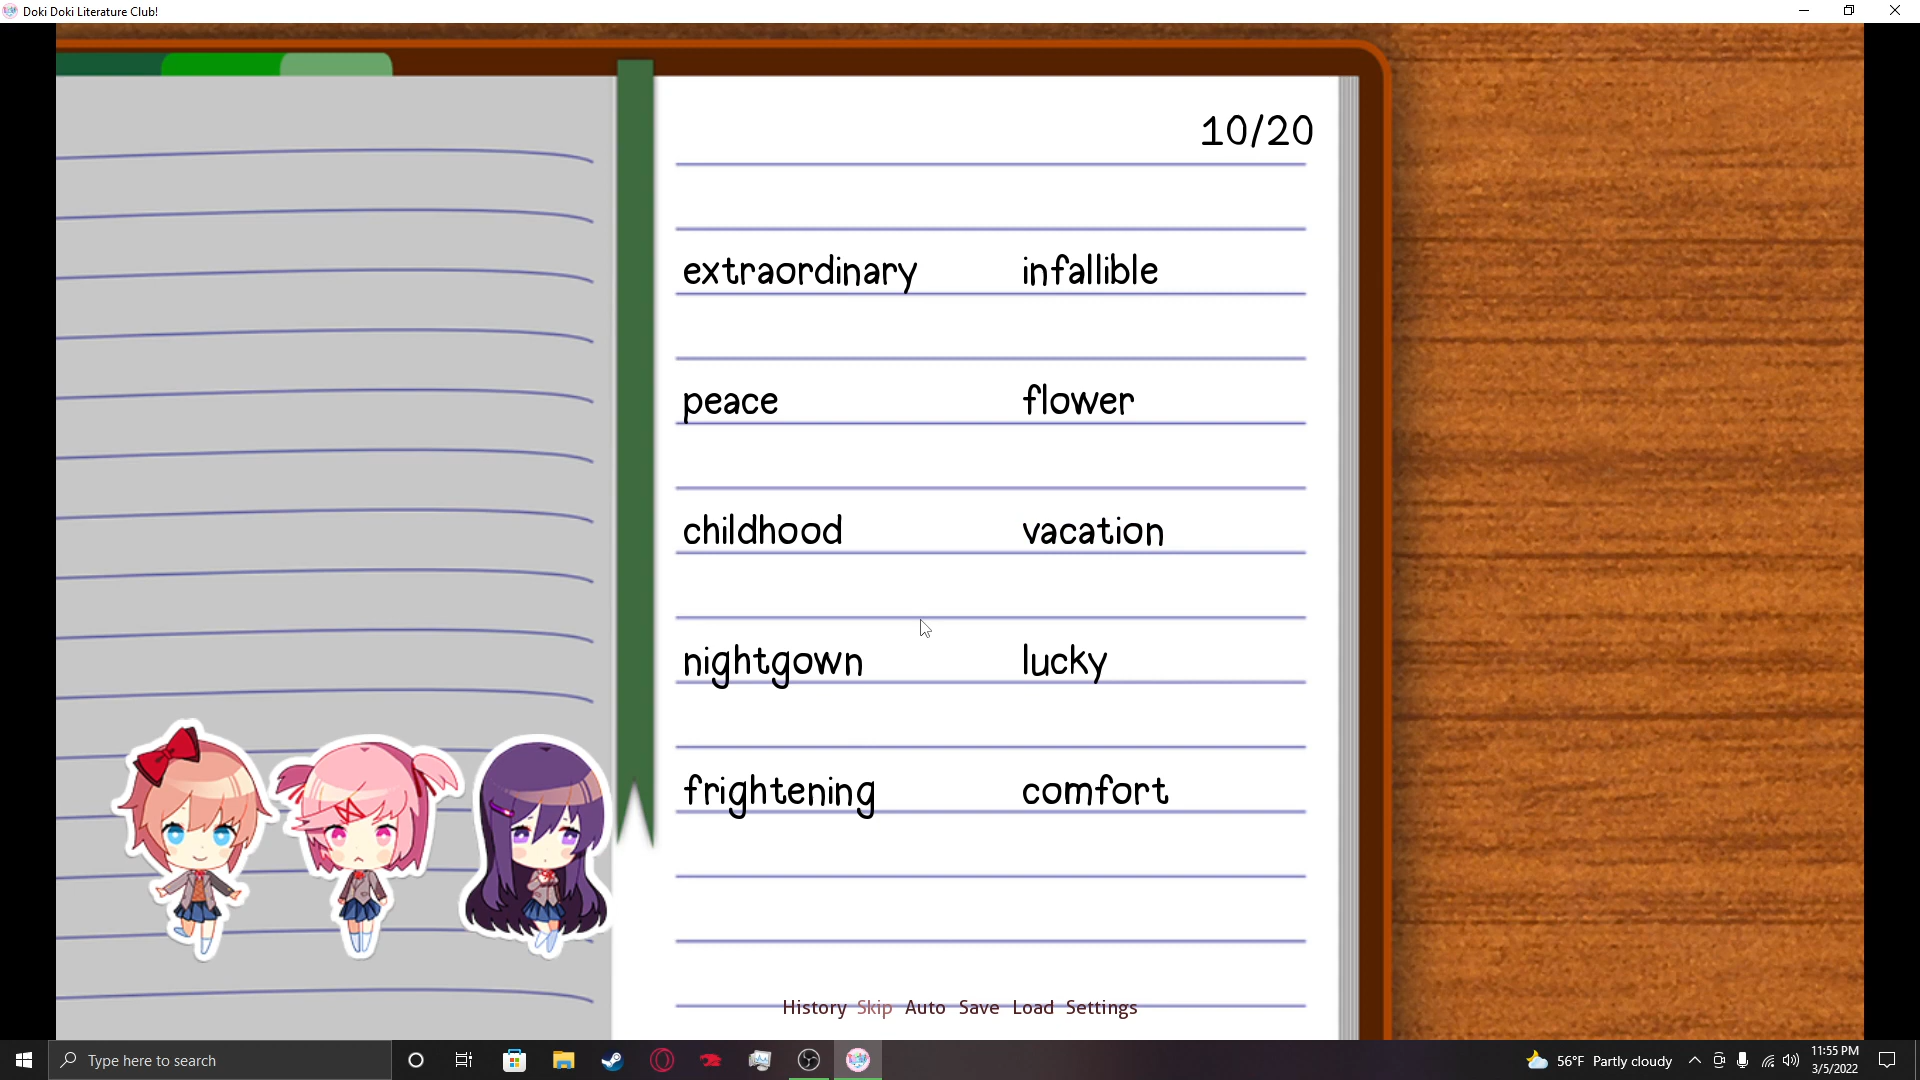 Doki Doki Literature Club!
10/20
extraordinary infallible
peace flower
childhood vacation
nightgown lucky
frightening comfort
History Skip Auto Save Load Settings
Type here to search
56°F Partly cloudy
11:55 PM
3/5/2022